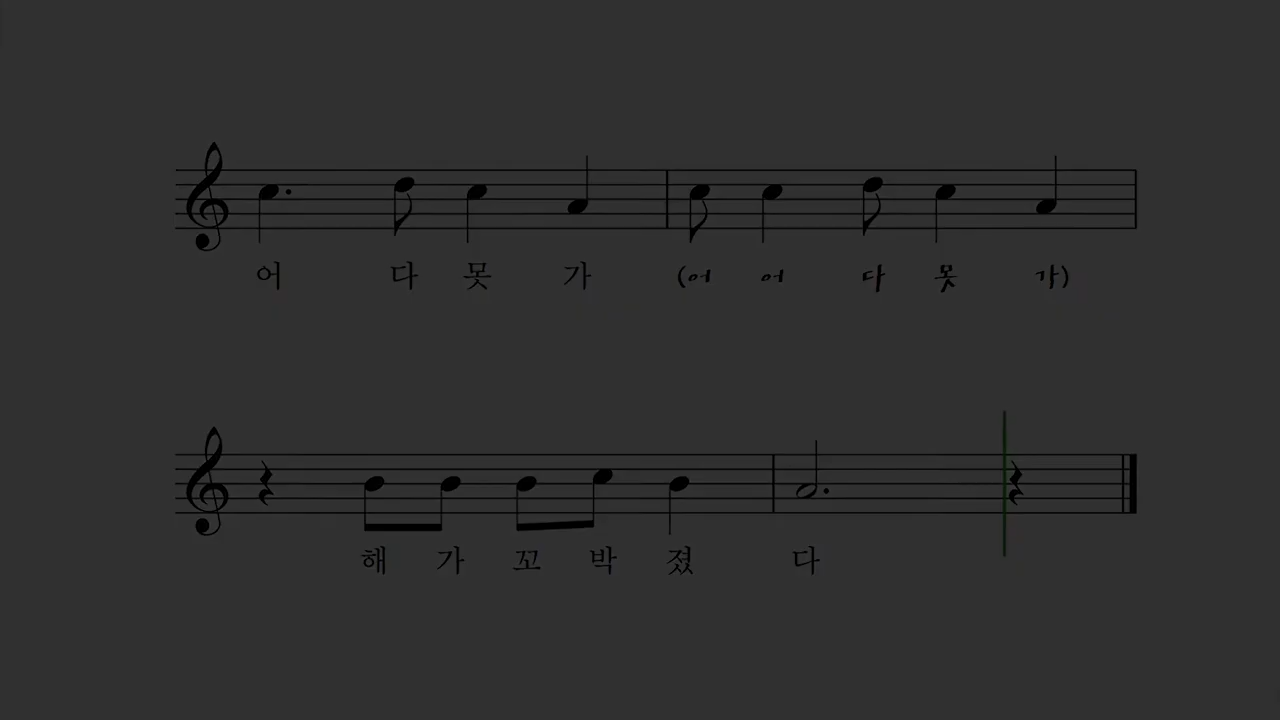 어 다 못 가 (어 어 다 못 가)
해 가 꼬 박 졌 다